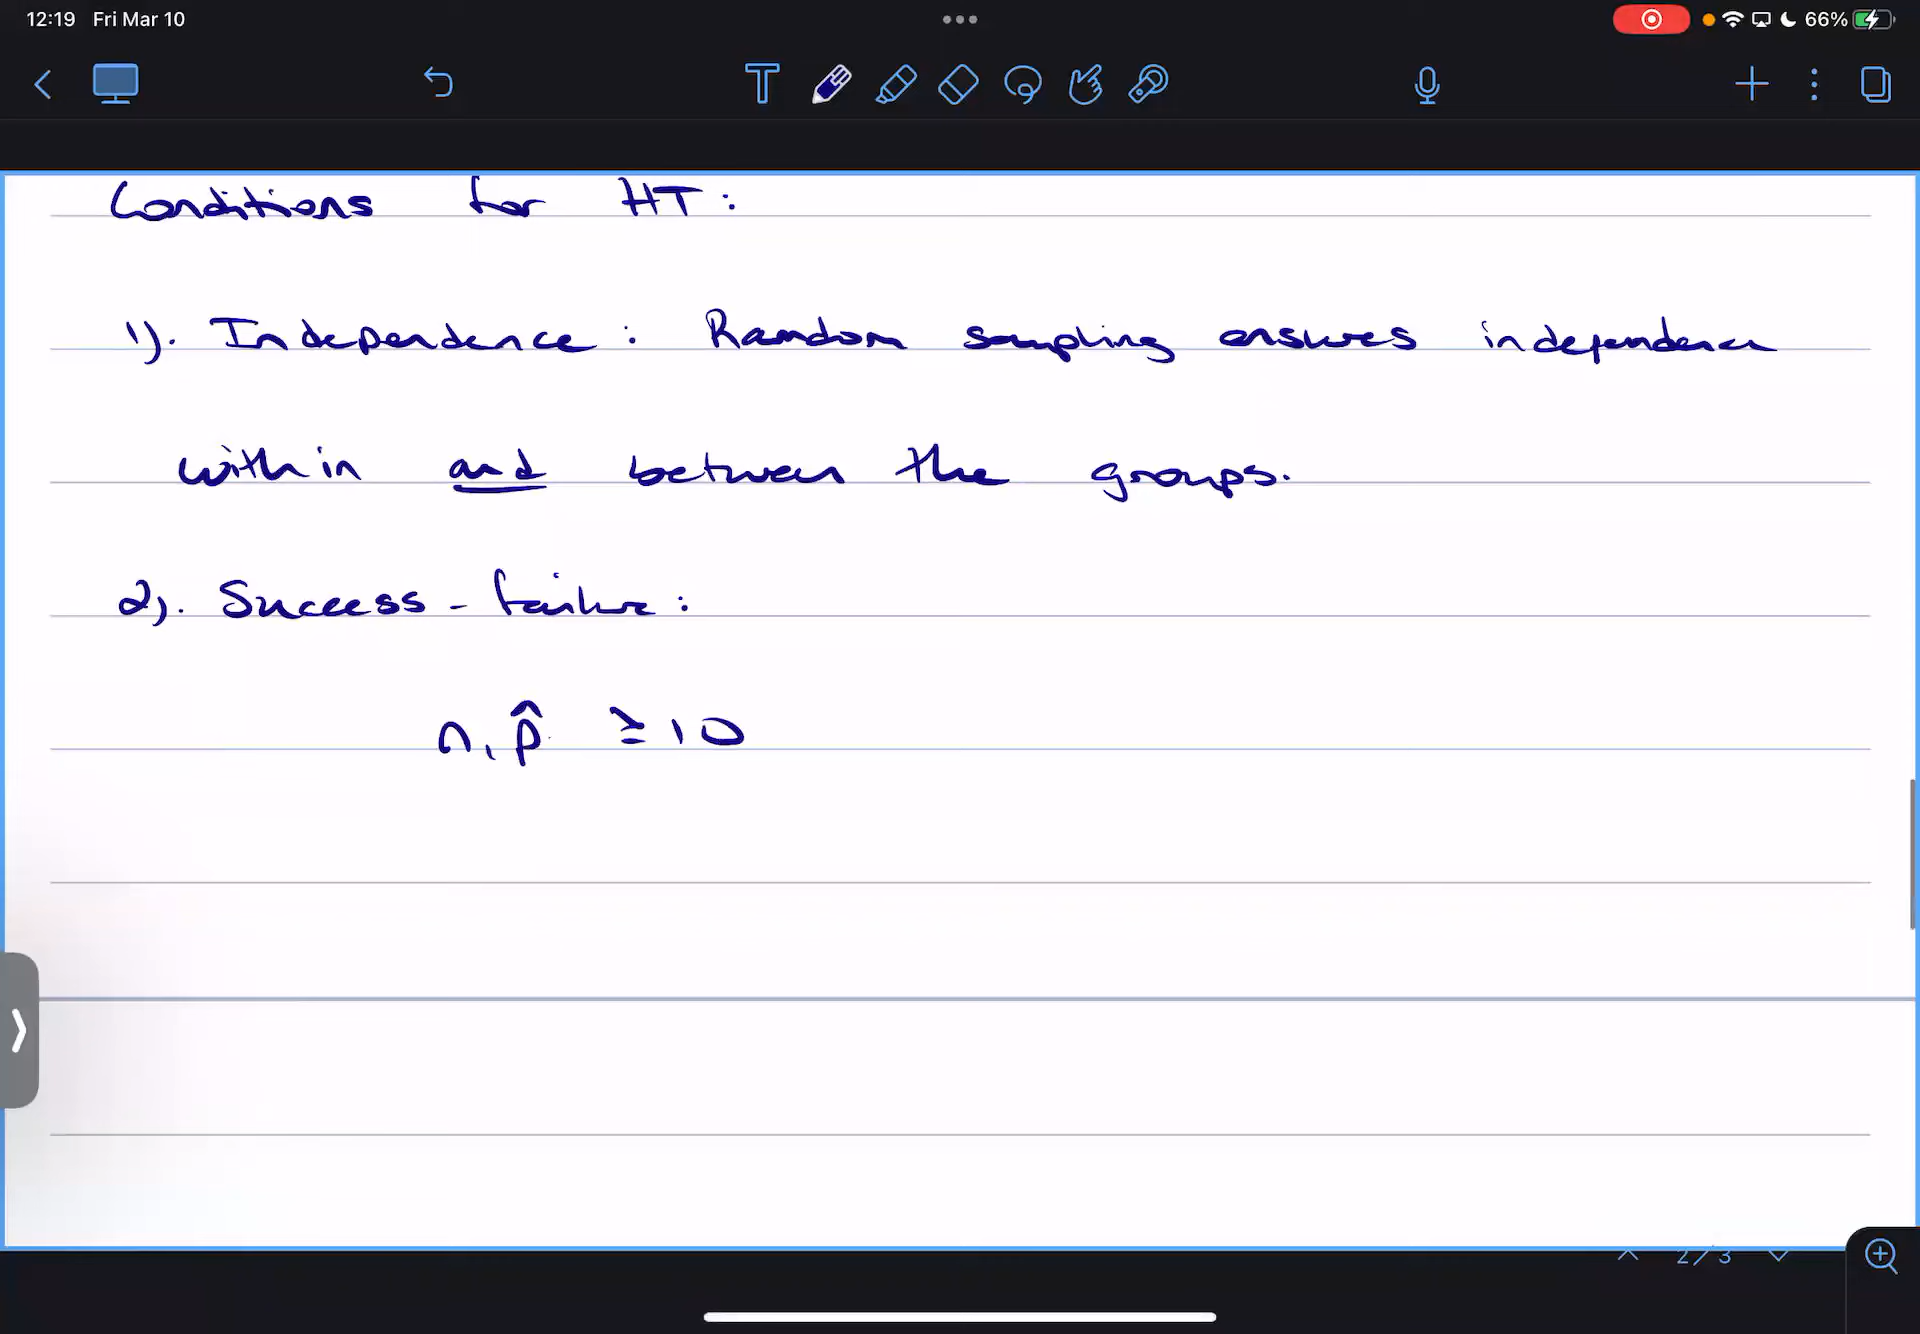 12:19 Fri Mar 10
66%
Conditions for HT:
1). Independence: Random sampling ensures independence
within and between the groups.
2). Success - failure:
n₁ p̂ ≥ 10
2 / 3